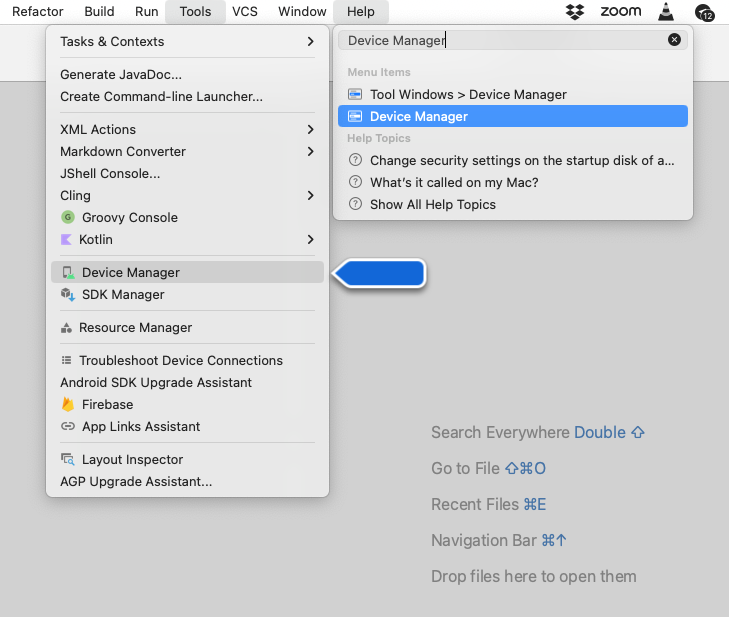 Refactor Build Run Tools VCS Window Help zoom 12
Tasks & Contexts
Generate JavaDoc...
Create Command-line Launcher...
XML Actions
Markdown Converter
JShell Console...
Cling
G Groovy Console
Kotlin
Device Manager
SDK Manager
Resource Manager
Troubleshoot Device Connections
Android SDK Upgrade Assistant
Firebase
App Links Assistant
Layout Inspector
AGP Upgrade Assistant...
Device Manager
Menu Items
Tool Windows > Device Manager
Device Manager
Help Topics
Change security settings on the startup disk of a...
What's it called on my Mac?
Show All Help Topics
Search Everywhere Double ⇧
Go to File ⇧⌘O
Recent Files ⌘E
Navigation Bar ⌘↑
Drop files here to open them